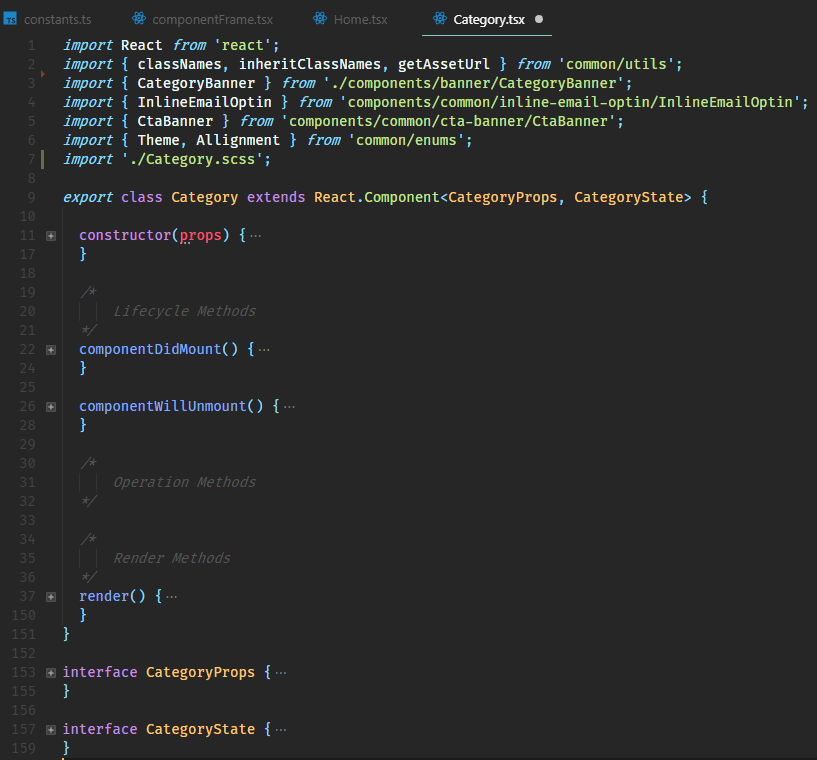 TS constants.ts componentFrame.tsx Home.tsx Category.tsx
1 import React from 'react';
2 import { classNames, inheritClassNames, getAssetUrl } from 'common/utils';
3 import { CategoryBanner } from './components/banner/CategoryBanner';
4 import { InlineEmailOptin } from 'components/common/inline-email-optin/InlineEmailOptin';
5 import { CtaBanner } from 'components/common/cta-banner/CtaBanner';
6 import { Theme, Allignment } from 'common/enums';
7 import './Category.scss';
8
9 export class Category extends React.Component<CategoryProps, CategoryState> {
10
11 constructor(props) { ···
17 }
18
19 /*
20 Lifecycle Methods
21 */
22 componentDidMount() { ···
24 }
25
26 componentWillUnmount() { ···
28 }
29
30 /*
31 Operation Methods
32 */
33
34 /*
35 Render Methods
36 */
37 render() { ···
150 }
151 }
152
153 interface CategoryProps { ···
155 }
156
157 interface CategoryState { ···
159 }